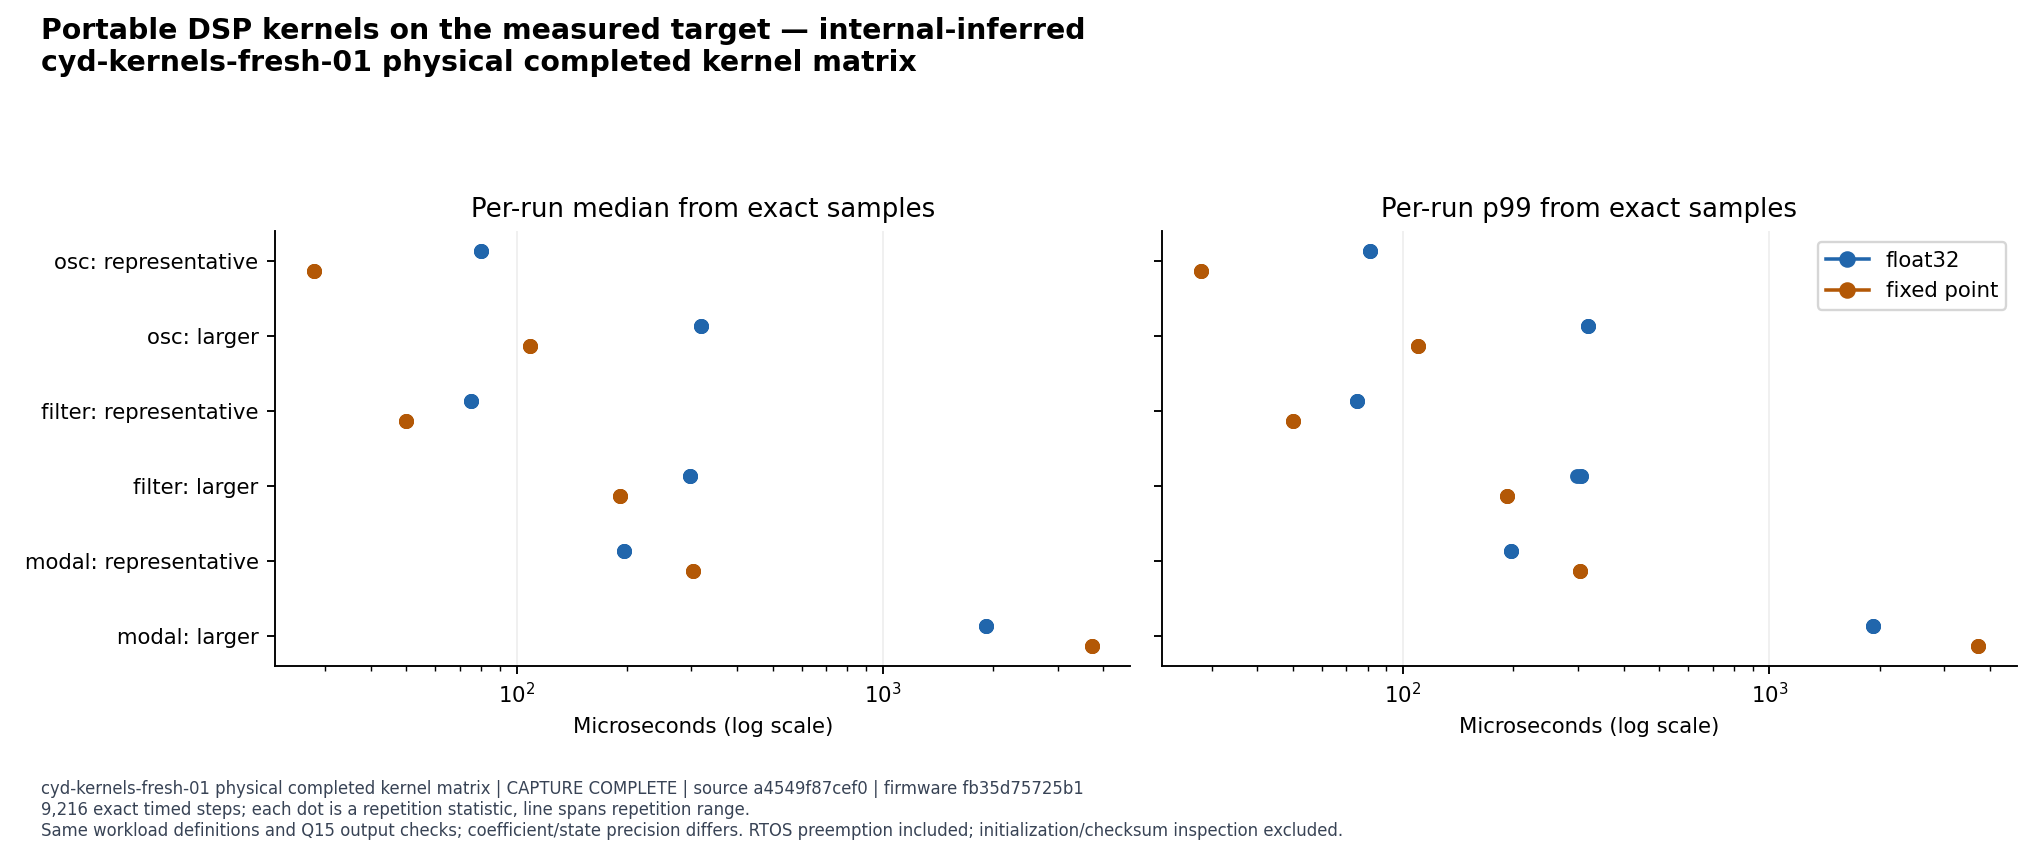 Portable DSP kernels on the measured target — internal-inferred
cyd-kernels-fresh-01 physical completed kernel matrix
Per-run median from exact samples
Per-run p99 from exact samples
osc: representative
osc: larger
filter: representative
filter: larger
modal: representative
modal: larger
float32
fixed point
10²
10³
10²
10³
Microseconds (log scale)
Microseconds (log scale)
cyd-kernels-fresh-01 physical completed kernel matrix | CAPTURE COMPLETE | source a4549f87cef0 | firmware fb35d75725b1
9,216 exact timed steps; each dot is a repetition statistic, line spans repetition range.
Same workload definitions and Q15 output checks; coefficient/state precision differs. RTOS preemption included; initialization/checksum inspection excluded.